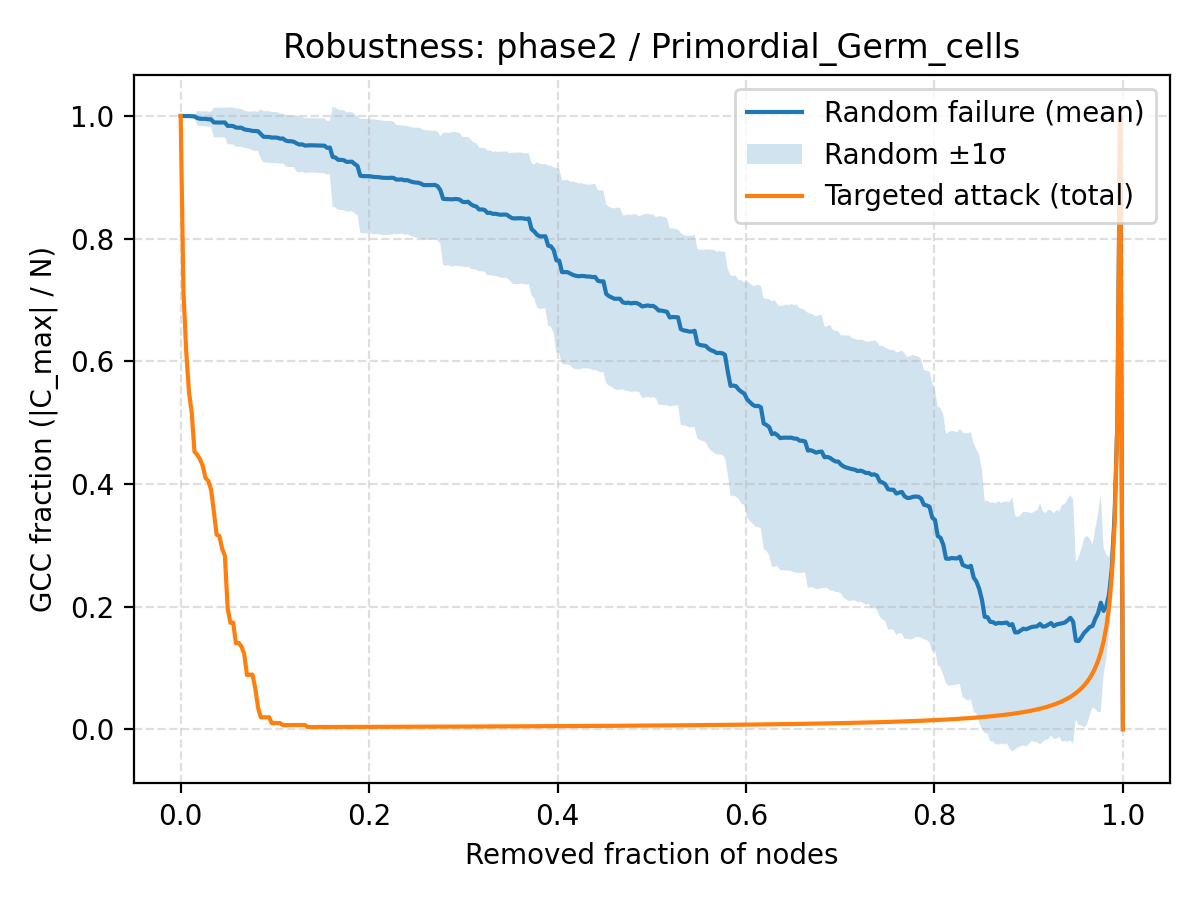 Robustness: phase2 / Primordial_Germ_cells
GCC fraction (|C_max| / N)
1.0
0.8
0.6
0.4
0.2
0.0
Random failure (mean)
Random ±1σ
Targeted attack (total)
0.0 0.2 0.4 0.6 0.8 1.0
Removed fraction of nodes